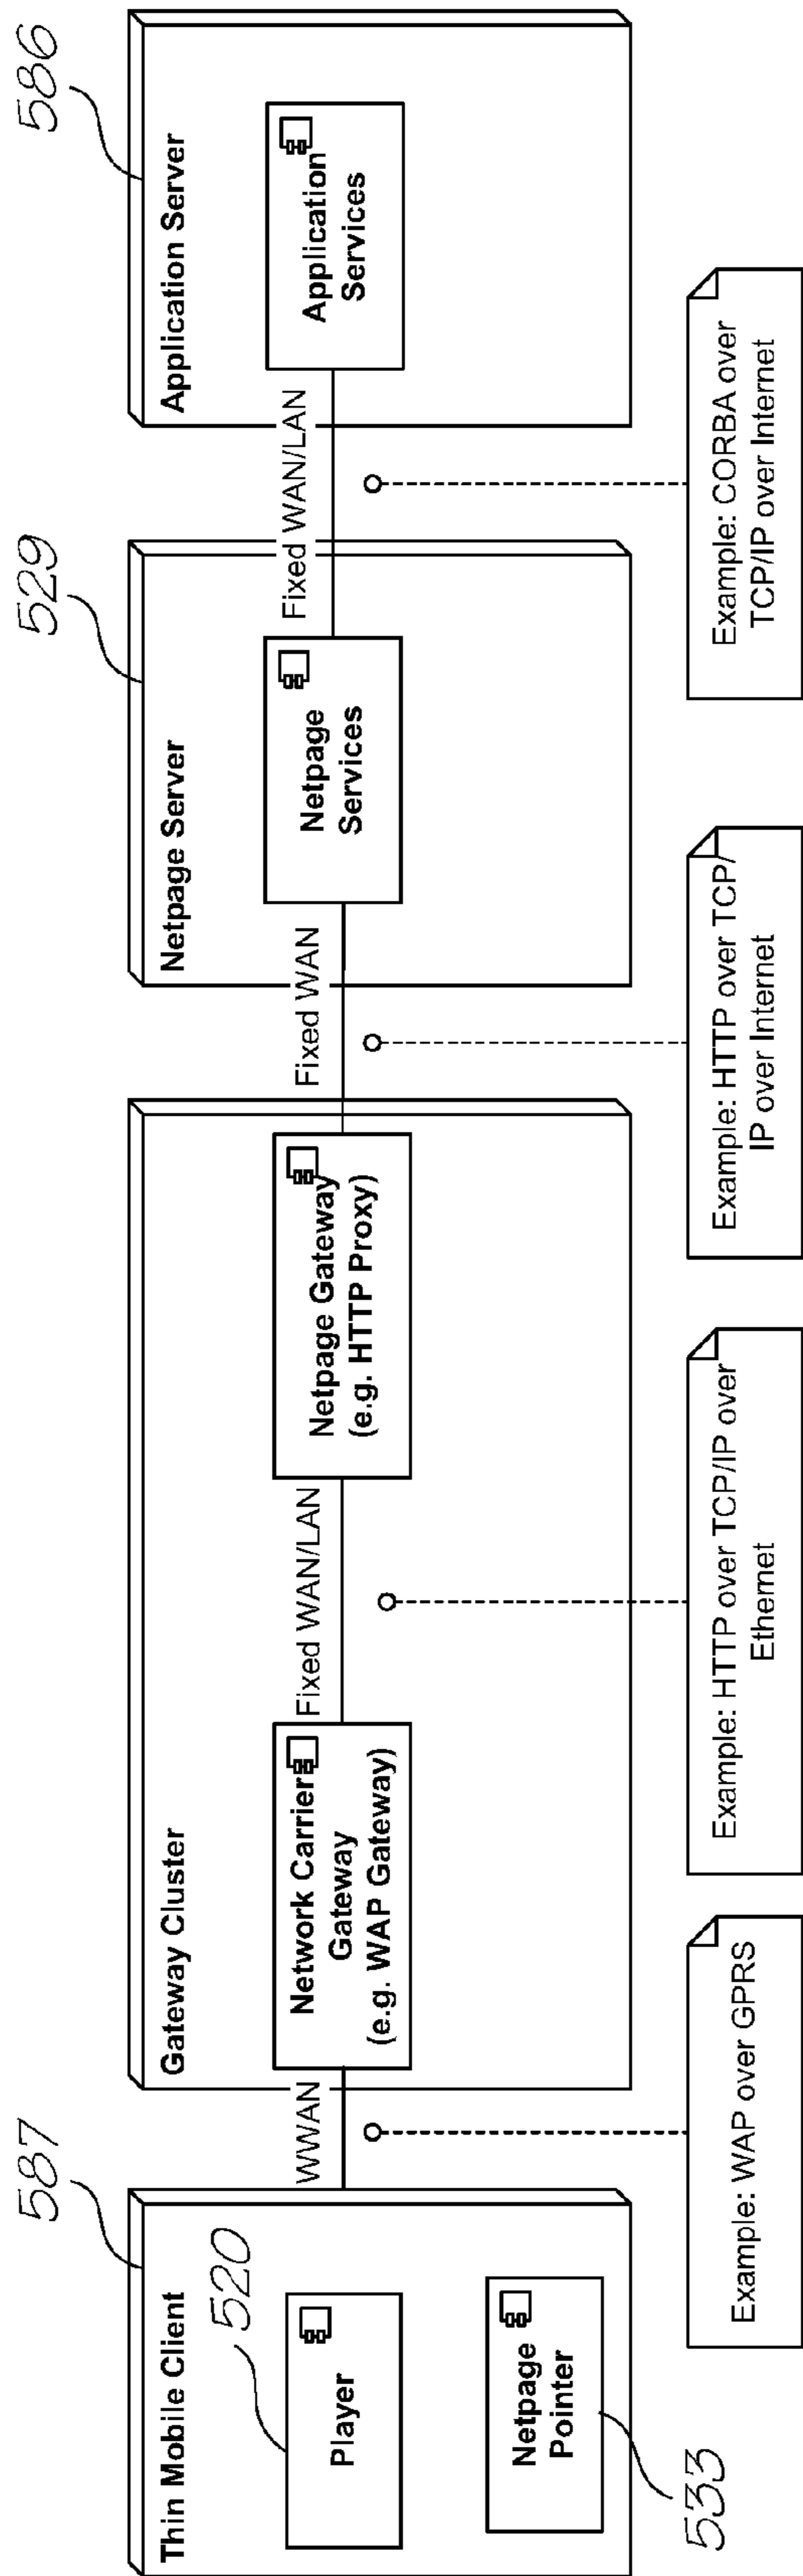 587
Thin Mobile Client
520
Player
Netpage
Pointer
533
WWAN
Example: WAP over GPRS
Gateway Cluster
Network Carrier
Gateway
(e.g. WAP Gateway)
Fixed WAN/LAN
Example: HTTP over TCP/IP over
Ethernet
Netpage Gateway
(e.g. HTTP Proxy)
Fixed WAN
Example: HTTP over TCP/
IP over Internet
529
Netpage Server
Netpage
Services
Fixed WAN/LAN
Example: CORBA over
TCP/IP over Internet
586
Application Server
Application
Services